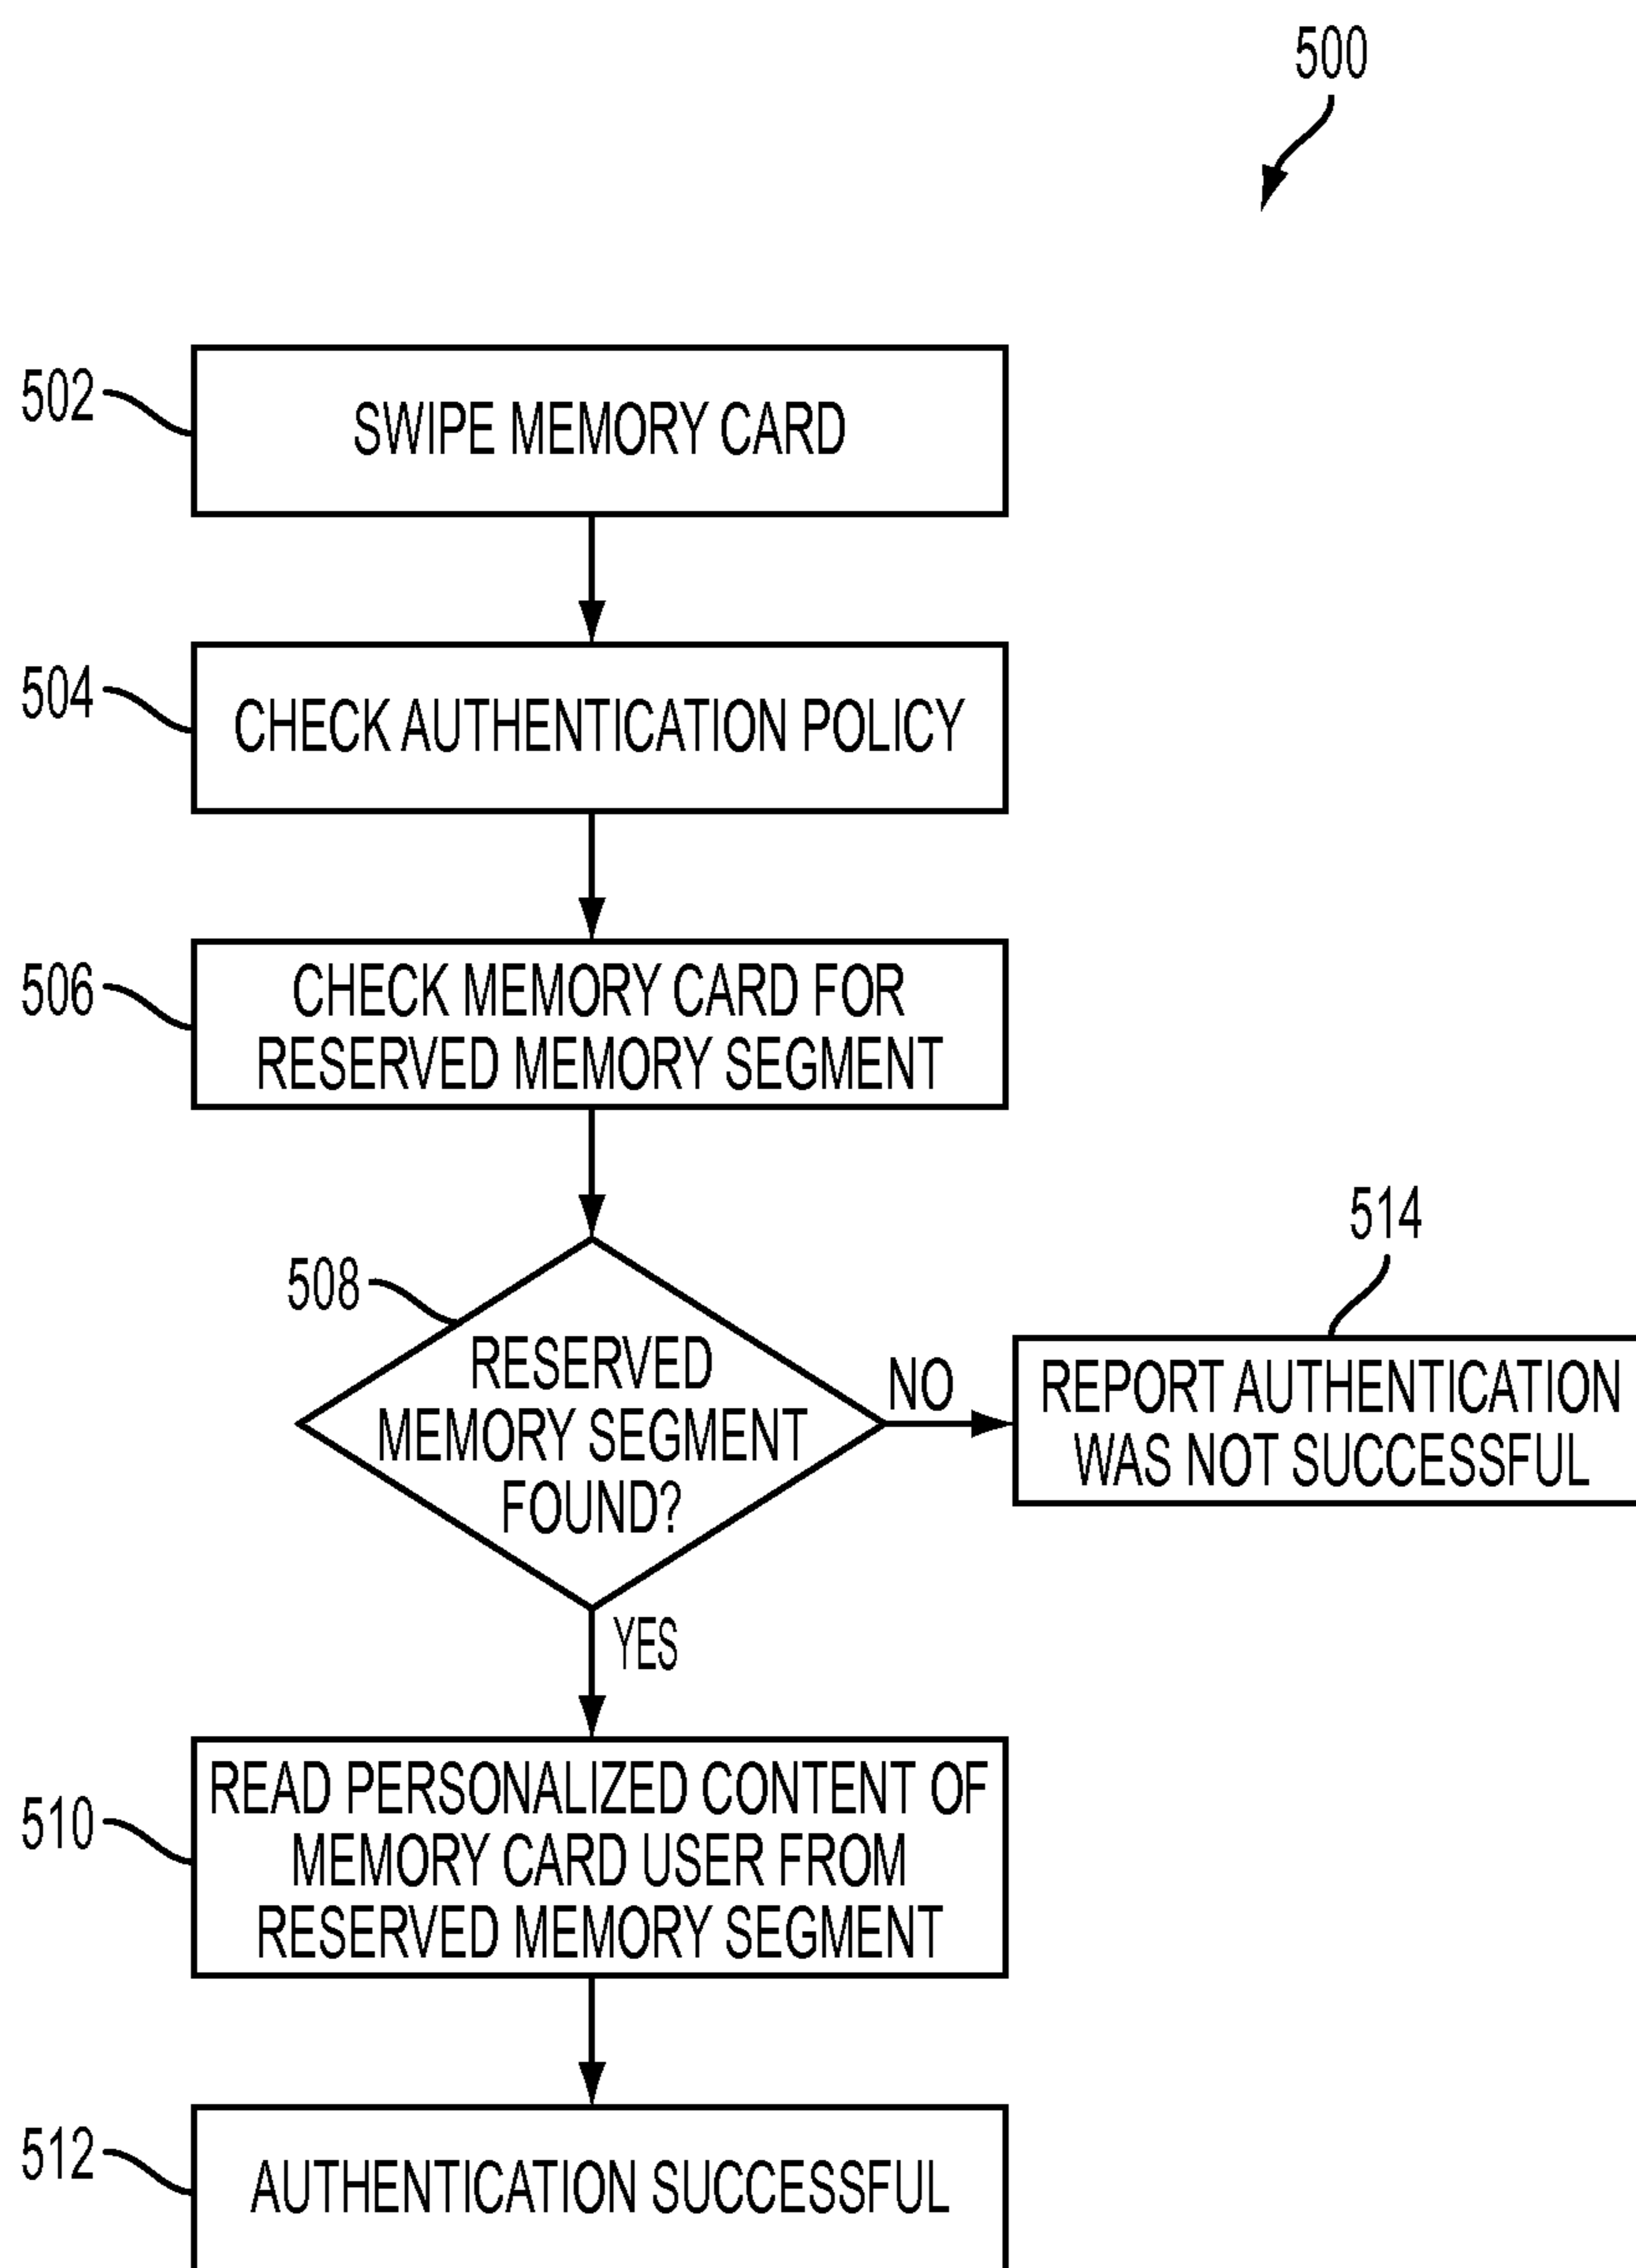 500
502
SWIPE MEMORY CARD
504
CHECK AUTHENTICATION POLICY
506
CHECK MEMORY CARD FOR
RESERVED MEMORY SEGMENT
508
RESERVED
MEMORY SEGMENT
FOUND?
NO
514
REPORT AUTHENTICATION
WAS NOT SUCCESSFUL
YES
510
READ PERSONALIZED CONTENT OF
MEMORY CARD USER FROM
RESERVED MEMORY SEGMENT
512
AUTHENTICATION SUCCESSFUL